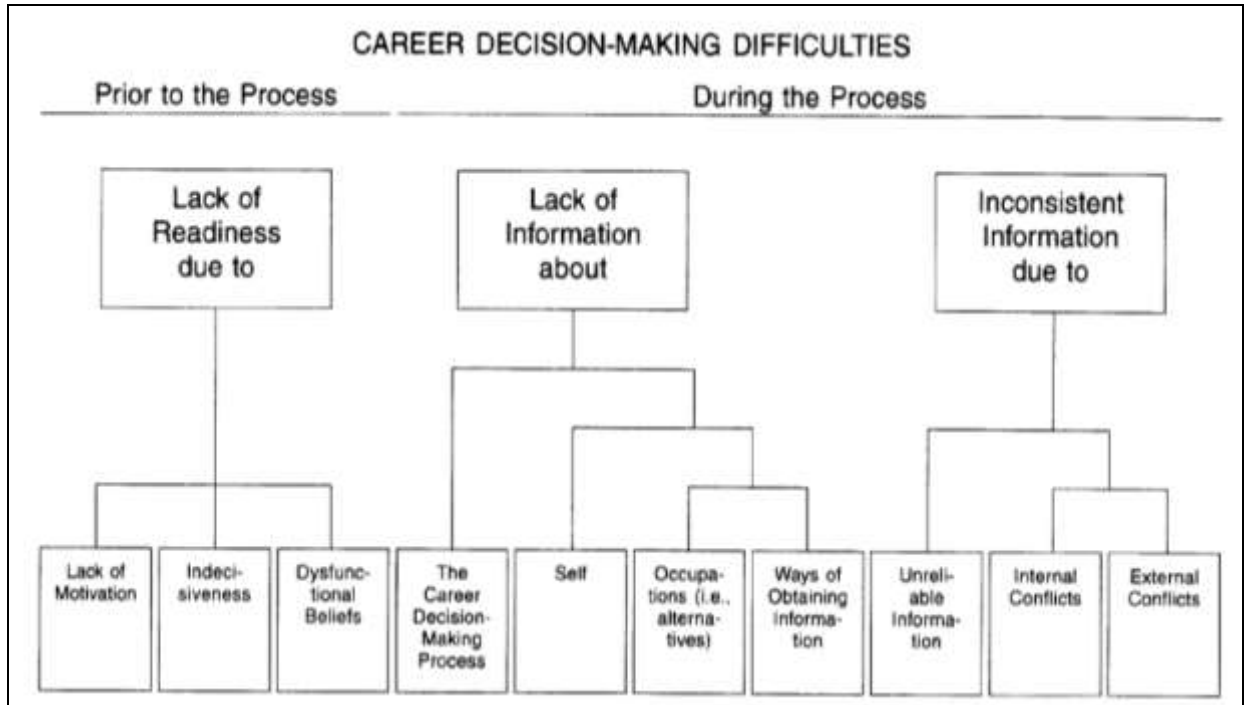 CAREER DECISION-MAKING DIFFICULTIES
Prior to the Process
During the Process
Lack of
Readiness
due to
Lack of
Information
about
Inconsistent
Information
due to
Lack of
Motivation
Indeci-
siveness
Dysfunc-
tional
Beliefs
The
Career
Decision-
Making
Process
Self
Occupa-
tions (i.e.,
alterna-
tives)
Ways of
Obtaining
Informa-
tion
Unreli-
able
Informa-
tion
Internal
Conflicts
External
Conflicts